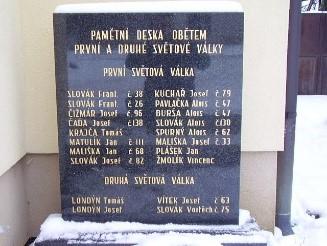 PAMĚTNÍ DESKA OBĚTEM
PRVNÍ A DRUHÉ SVĚTOVÉ VÁLKY
PRVNÍ SVĚTOVÁ VÁLKA
SLOVÁK Frant. č 38 KUCHAŘ Josef č 79
SLOVÁK Frant. č 26 PAVLAČKA Alois č 47
ČIZMÁR Josef č 96 ĎURŠA Alois č 47
ČADA Josef č 138 SLOVÁK Alois č 130
KRAJČA Tomáš SPURNÝ Alois č 62
MATULÍK Jan č 111 MALIŠKA Josef č 33
MALIŠKA Jan č 68 PLÁŠEK Jan
SLOVÁK Josef č 82 ŽMOLÍK Vincenc
DRUHÁ SVĚTOVÁ VÁLKA
LONDÝN Tomáš VÍTEK Josef č 63
LONDÝN Josef SLOVÁK Vojtěch č 75